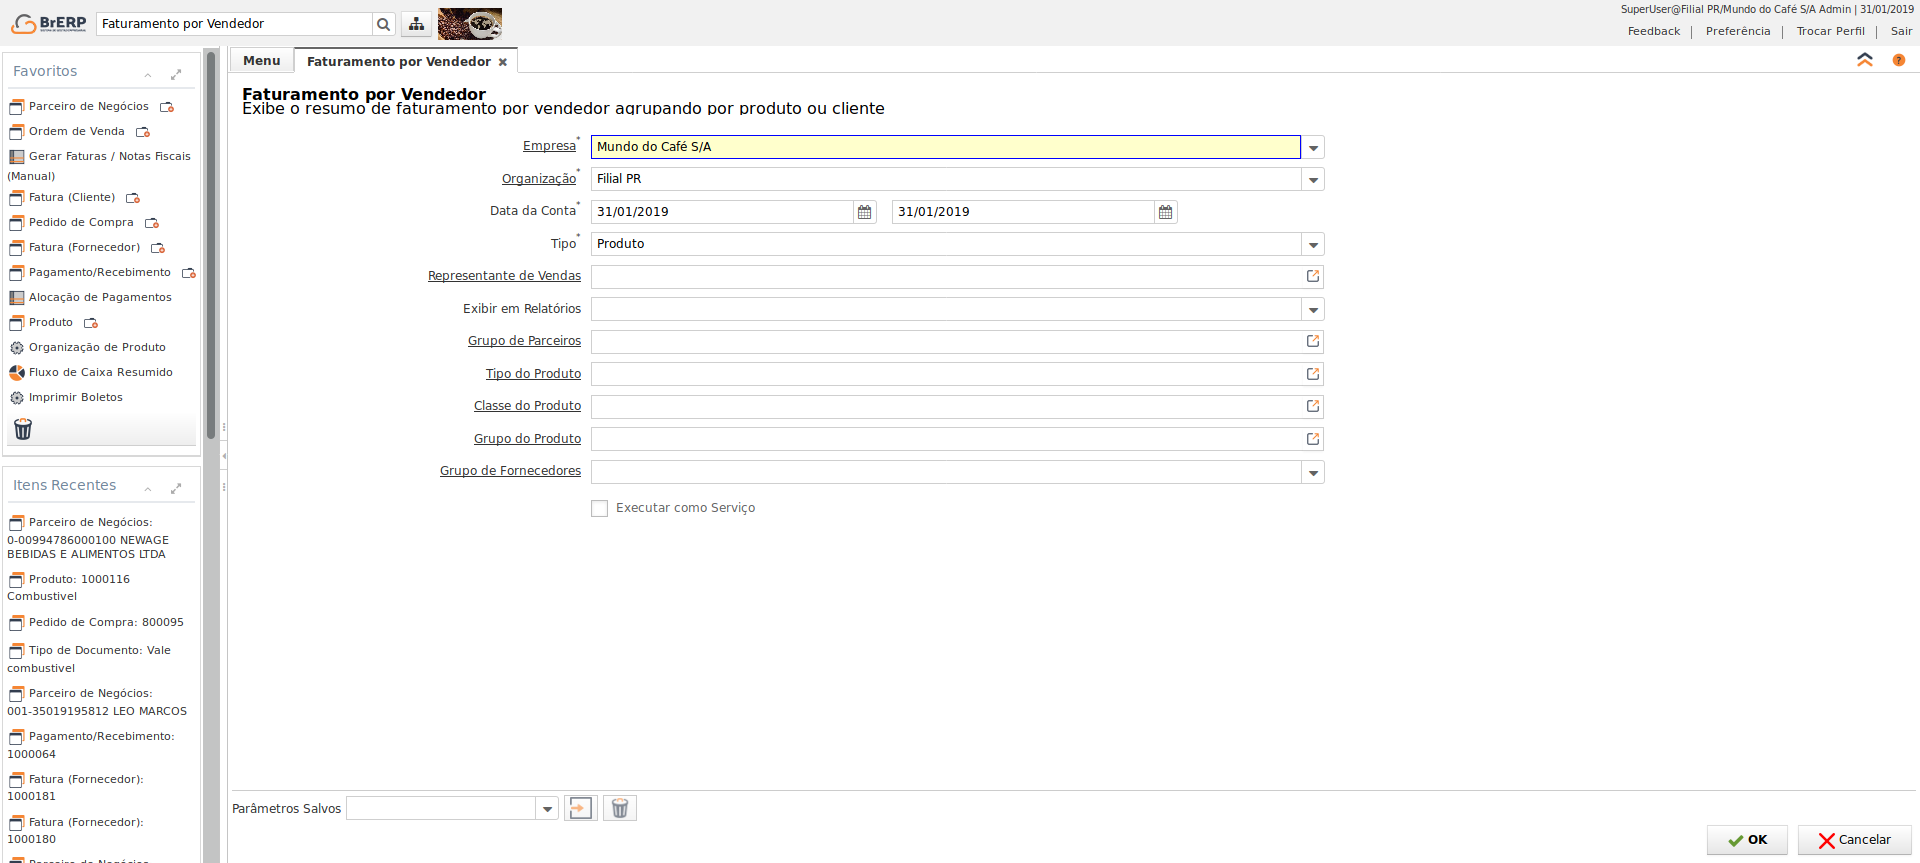 BrERP
Faturamento por Vendedor
SuperUser@Filial PR/Mundo do Café S/A Admin | 31/01/2019
Feedback | Preferência | Trocar Perfil | Sair
Favoritos
Parceiro de Negócios
Ordem de Venda
Gerar Faturas / Notas Fiscais
(Manual)
Fatura (Cliente)
Pedido de Compra
Fatura (Fornecedor)
Pagamento/Recebimento
Alocação de Pagamentos
Produto
Organização de Produto
Fluxo de Caixa Resumido
Imprimir Boletos
Itens Recentes
Parceiro de Negócios:
0-00994786000100 NEWAGE
BEBIDAS E ALIMENTOS LTDA
Produto: 1000116
Combustivel
Pedido de Compra: 800095
Tipo de Documento: Vale
combustivel
Parceiro de Negócios:
001-35019195812 LEO MARCOS
Pagamento/Recebimento:
1000064
Fatura (Fornecedor):
1000181
Fatura (Fornecedor):
1000180
Parceiro de Negócios
Menu
Faturamento por Vendedor
Faturamento por Vendedor
Exibe o resumo de faturamento por vendedor agrupando por produto ou cliente
Empresa* Mundo do Café S/A
Organização* Filial PR
Data da Conta* 31/01/2019 31/01/2019
Tipo* Produto
Representante de Vendas
Exibir em Relatórios
Grupo de Parceiros
Tipo do Produto
Classe do Produto
Grupo do Produto
Grupo de Fornecedores
Executar como Serviço
Parâmetros Salvos
OK
Cancelar